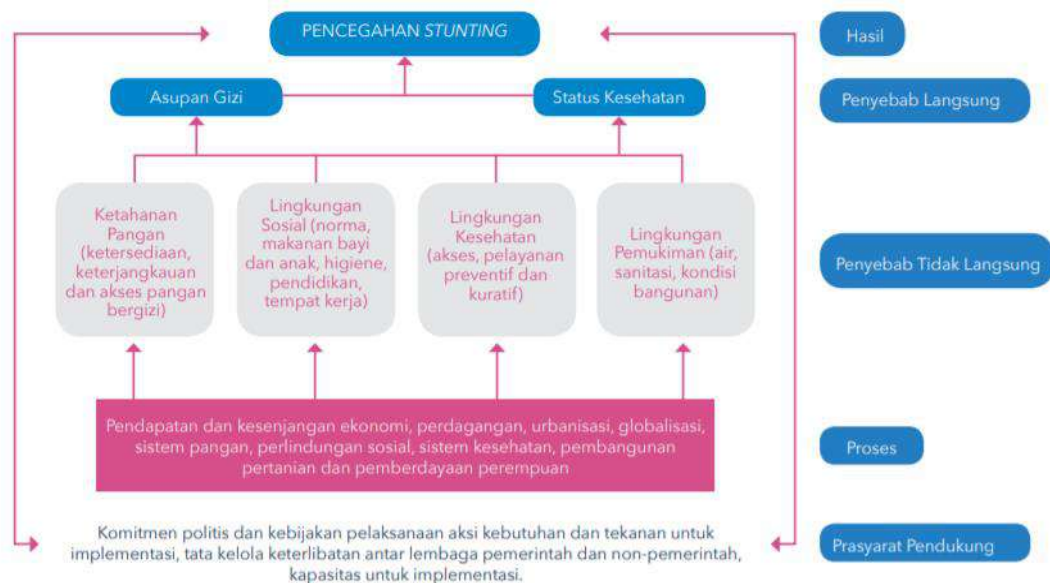 PENCEGAHAN STUNTING
Hasil
Asupan Gizi
Status Kesehatan
Penyebab Langsung
Ketahanan
Pangan
(ketersediaan,
keterjangkauan
dan akses pangan
bergizi)
Lingkungan
Sosial (norma,
makanan bayi
dan anak, higiene,
pendidikan,
tempat kerja)
Lingkungan
Kesehatan
(akses, pelayanan
preventif dan
kuratif)
Lingkungan
Pemukiman (air,
sanitasi, kondisi
bangunan)
Penyebab Tidak Langsung
Pendapatan dan kesenjangan ekonomi, perdagangan, urbanisasi, globalisasi,
sistem pangan, perlindungan sosial, sistem kesehatan, pembangunan
pertanian dan pemberdayaan perempuan
Proses
Komitmen politis dan kebijakan pelaksanaan aksi kebutuhan dan tekanan untuk
implementasi, tata kelola keterlibatan antar lembaga pemerintah dan non-pemerintah,
kapasitas untuk implementasi.
Prasyarat Pendukung